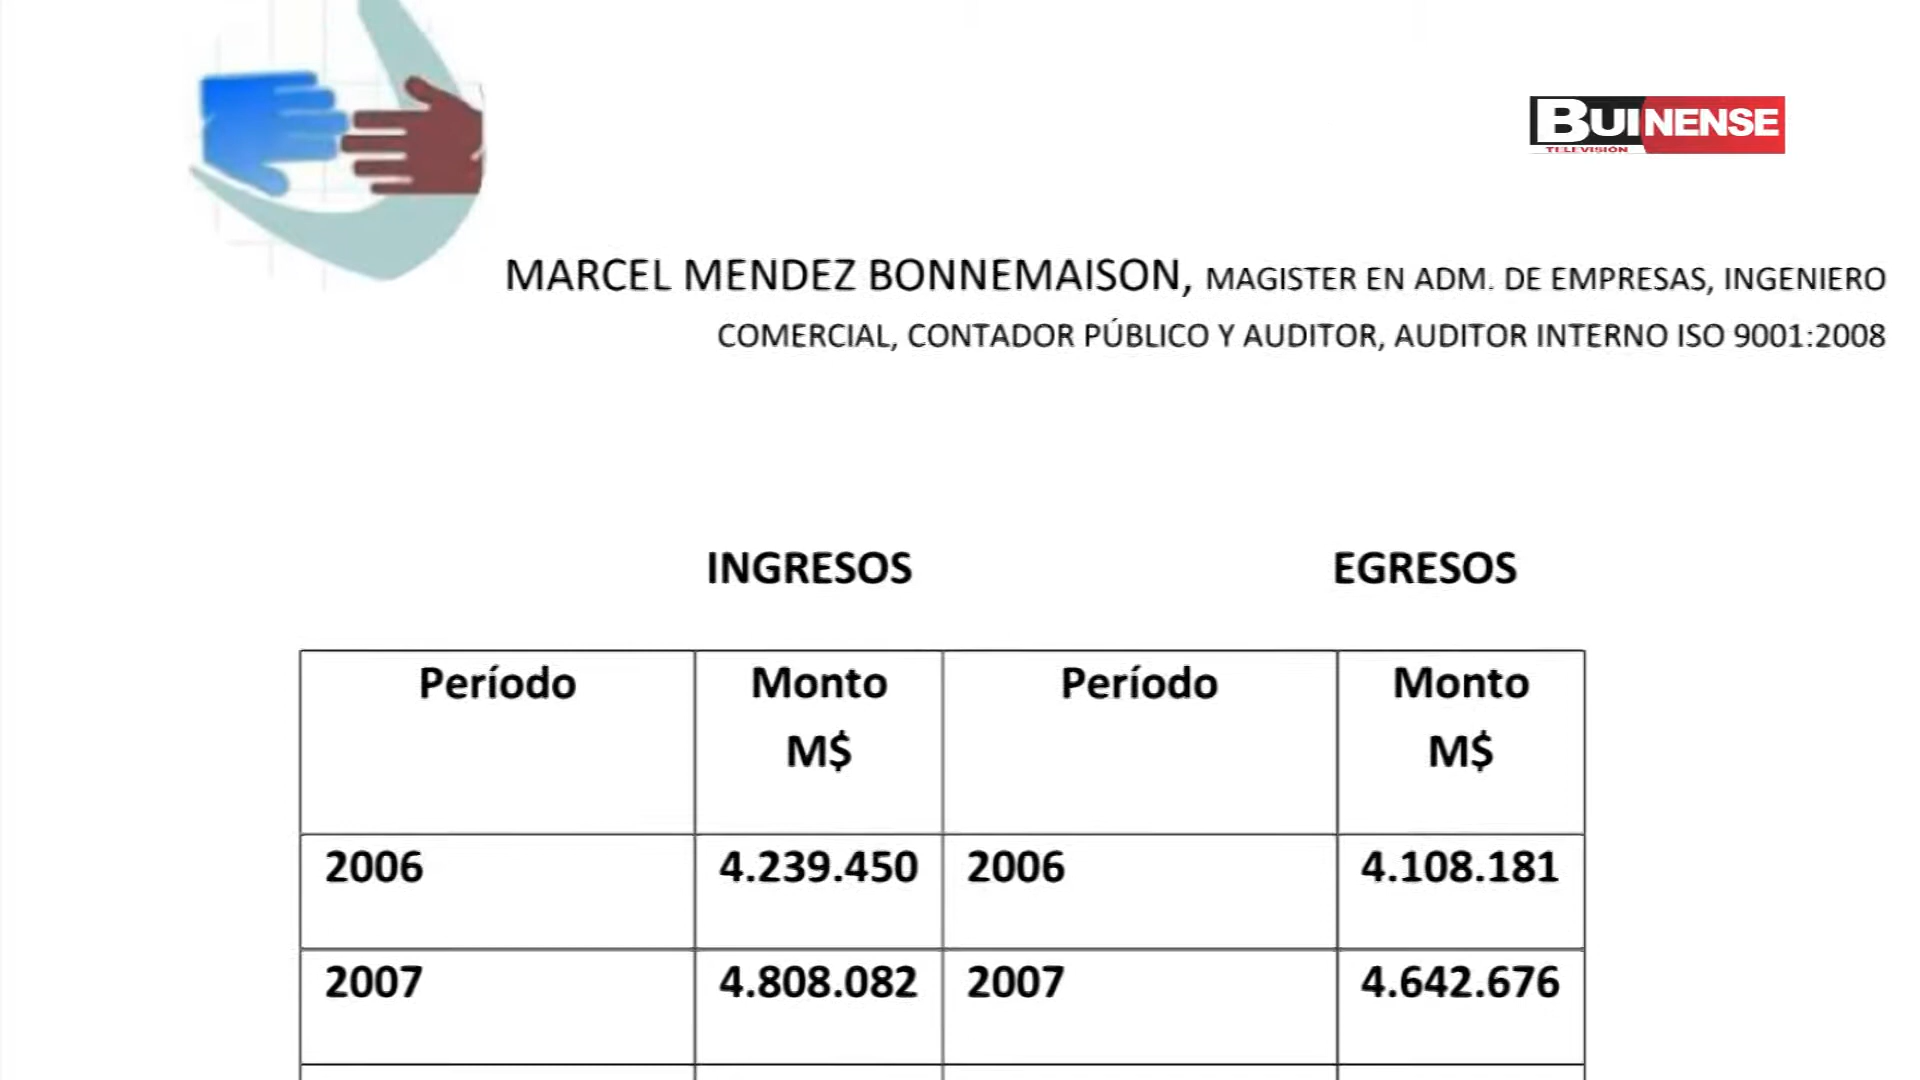 BUINENSE
TELEVISIÓN
MARCEL MENDEZ BONNEMAISON, MAGISTER EN ADM. DE EMPRESAS, INGENIERO
COMERCIAL, CONTADOR PÚBLICO Y AUDITOR, AUDITOR INTERNO ISO 9001:2008
INGRESOS EGRESOS
Período Monto Período Monto
M$ M$
2006 4.239.450 2006 4.108.181
2007 4.808.082 2007 4.642.676